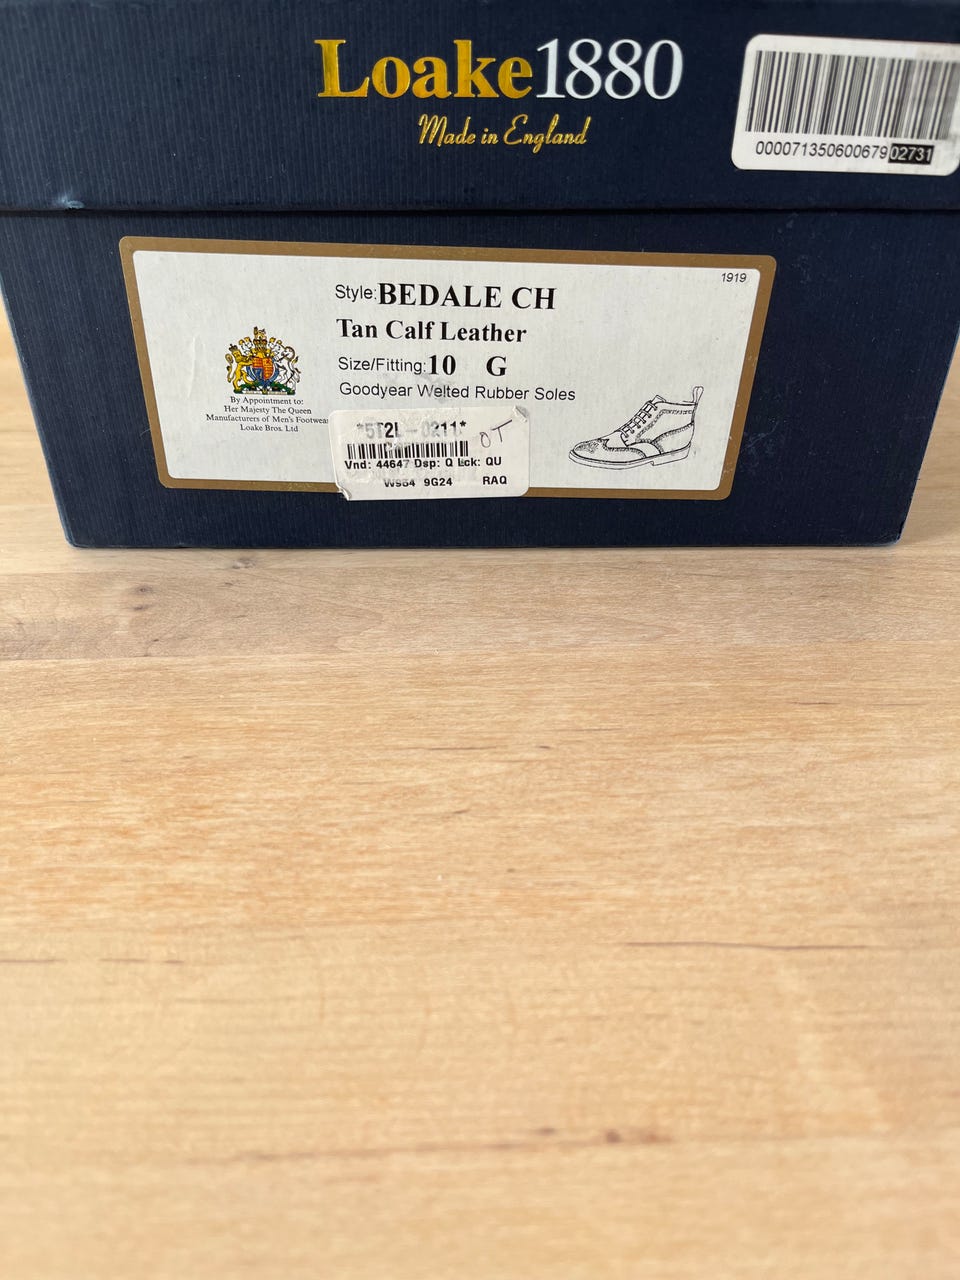 Loake1880
Made in England
000071350600679 02731
1919
Style: BEDALE CH
Tan Calf Leather
Size/Fitting: 10 G
Goodyear Welted Rubber Soles
By Appointment to:
Her Majesty The Queen
Manufacturers of Men's Footwear
Loake Bros. Ltd
*5T2L-0211*
OT
Vnd: 44647 Dsp: Q Lck: QU
9G24 RAQ